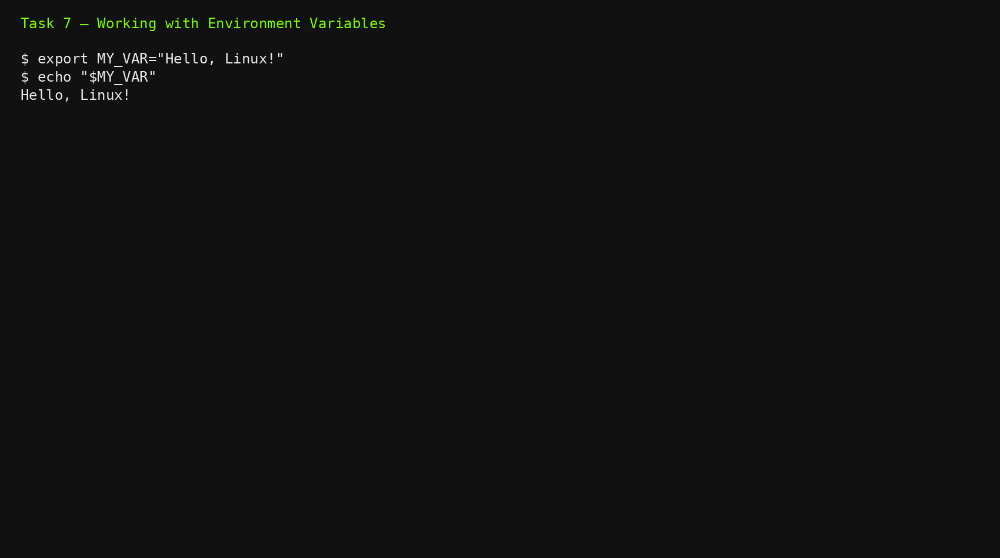 Task 7 – Working with Environment Variables
$ export MY_VAR="Hello, Linux!"
$ echo "$MY_VAR"
Hello, Linux!